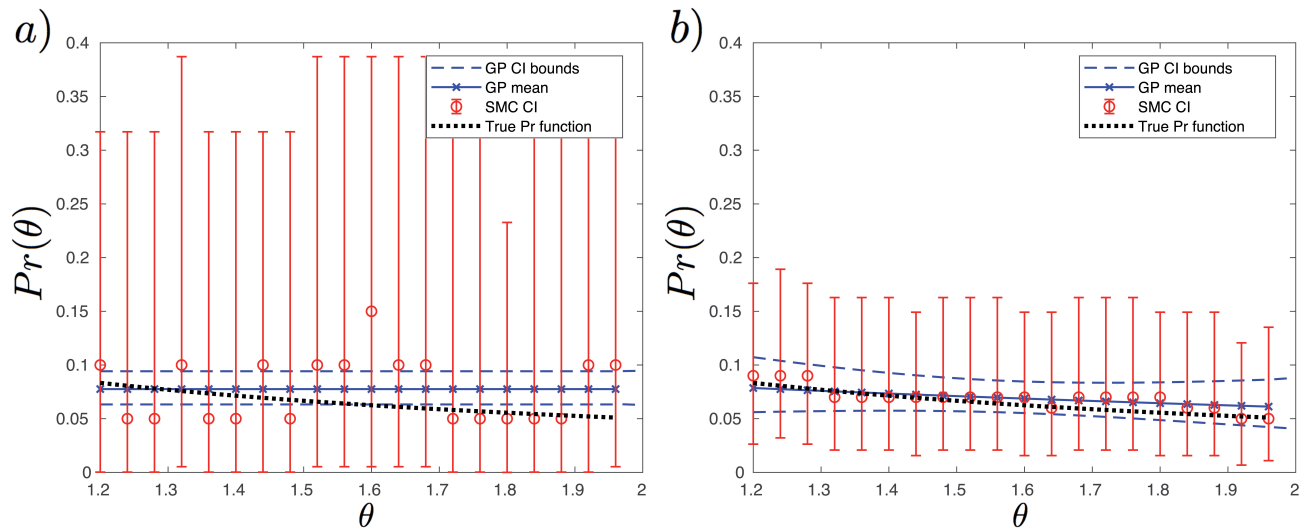 a)
0.4
0.35
0.3
0.25
0.2
0.15
0.1
0.05
0
Pr(θ)
GP CI bounds
GP mean
SMC CI
True Pr function
1.2 1.3 1.4 1.5 1.6 1.7 1.8 1.9 2
θ
b)
0.4
0.35
0.3
0.25
0.2
0.15
0.1
0.05
0
Pr(θ)
GP CI bounds
GP mean
SMC CI
True Pr function
1.2 1.3 1.4 1.5 1.6 1.7 1.8 1.9 2
θ